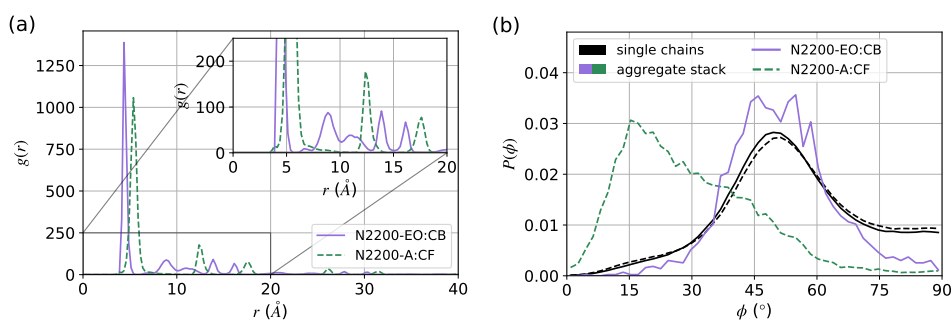 (a)
1250
1000
750
500
250
0
g(r)
0 10 20 30 40
r (Å)
200
100
0
g(r)
0 5 10 15 20
r (Å)
N2200-EO:CB
N2200-A:CF
(b)
0.04
0.03
0.02
0.01
0.00
P(ϕ)
0 15 30 45 60 75 90
ϕ (°)
single chains
aggregate stack
N2200-EO:CB
N2200-A:CF